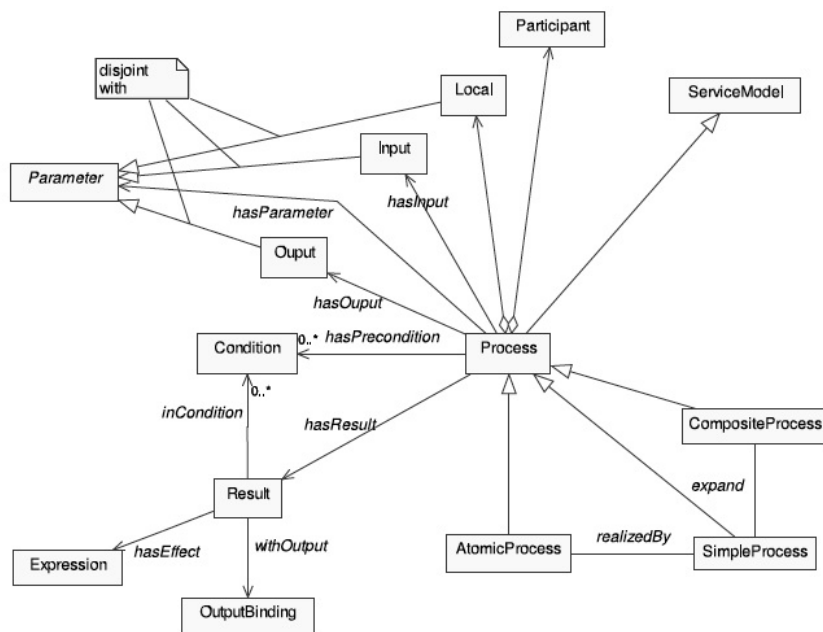 Participant
disjoint
with
Local
ServiceModel
Input
Parameter
hasInput
hasParameter
Ouput
hasOuput
Condition
0..*
hasPrecondition
Process
0..*
inCondition
hasResult
CompositeProcess
Result
expand
withOutput
realizedBy
AtomicProcess
SimpleProcess
hasEffect
Expression
OutputBinding